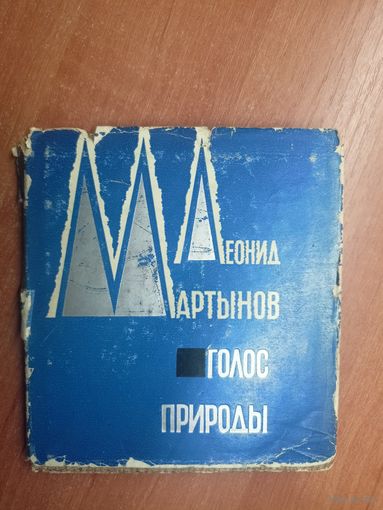 Леонид
Мартынов
Голос
природы